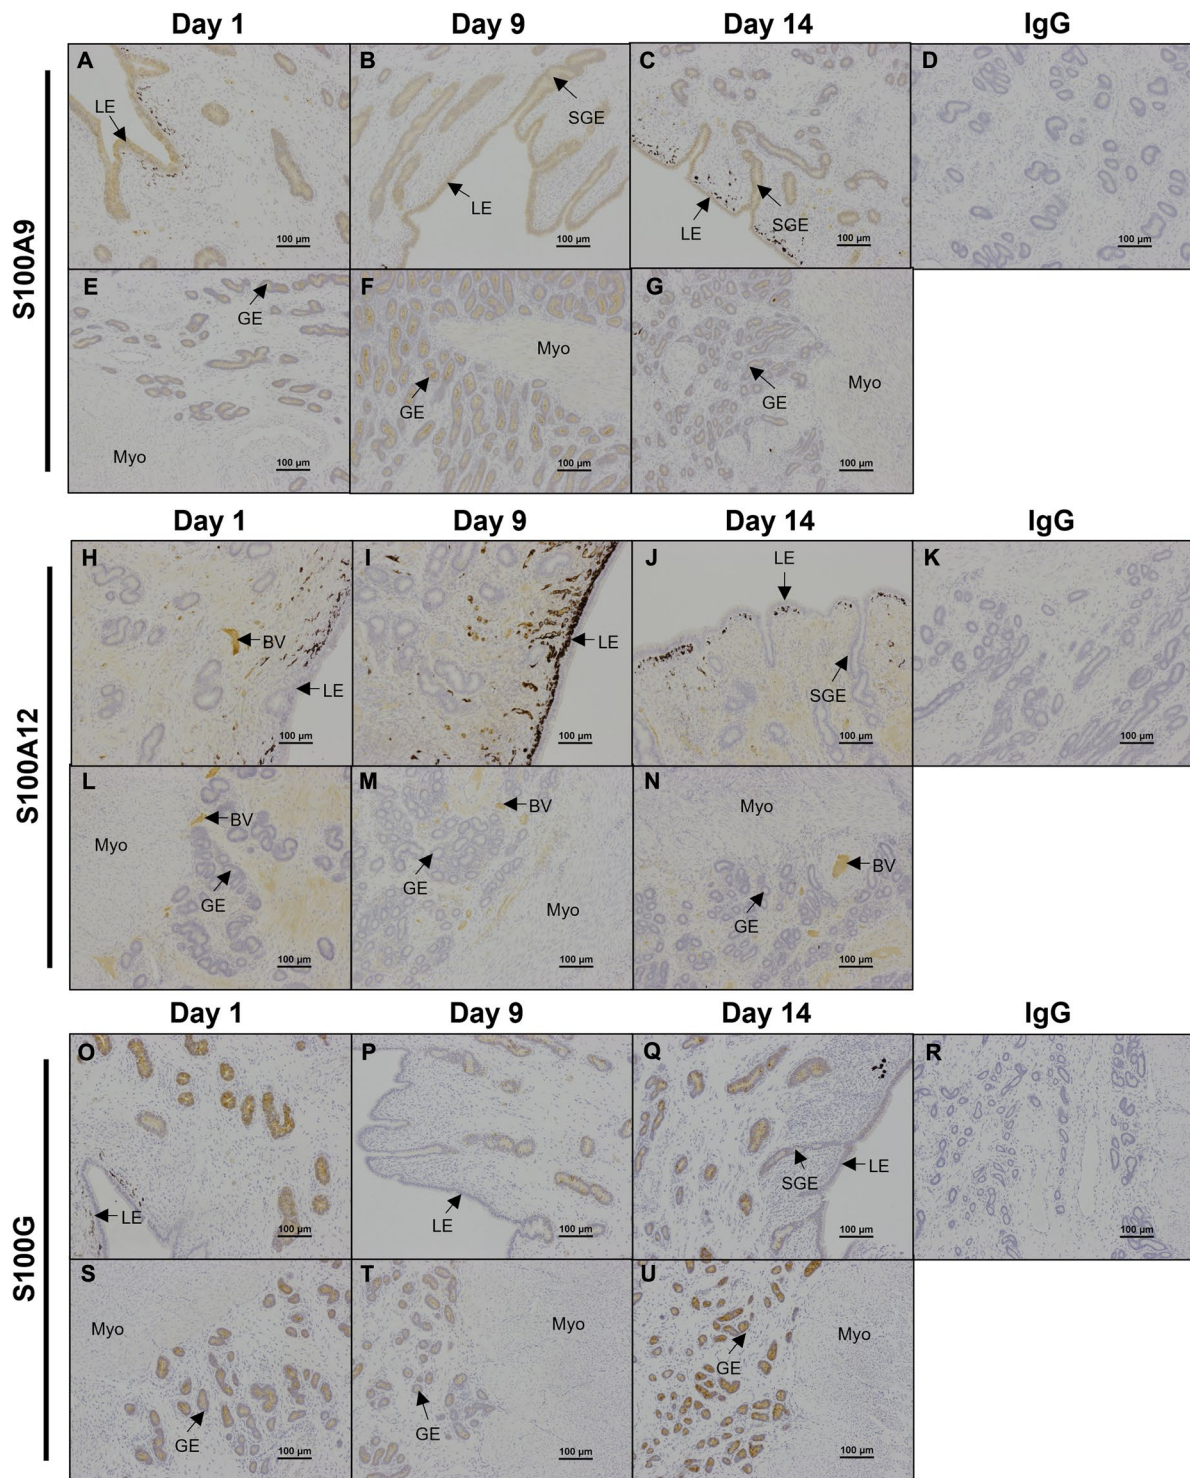 Day 1 Day 9 Day 14 IgG
S100A9
A B C D
LE SGE LE LE SGE
100 µm 100 µm 100 µm 100 µm
E F G
GE Myo GE Myo GE Myo
100 µm 100 µm 100 µm
Day 1 Day 9 Day 14 IgG
S100A12
H I J K
LE
BV LE LE SGE
100 µm 100 µm 100 µm 100 µm
L M N
BV BV Myo
Myo GE GE Myo GE BV
100 µm 100 µm 100 µm
Day 1 Day 9 Day 14 IgG
S100G
O P Q R
LE LE SGE LE
100 µm 100 µm 100 µm 100 µm
S T U
Myo Myo Myo
GE GE GE
100 µm 100 µm 100 µm